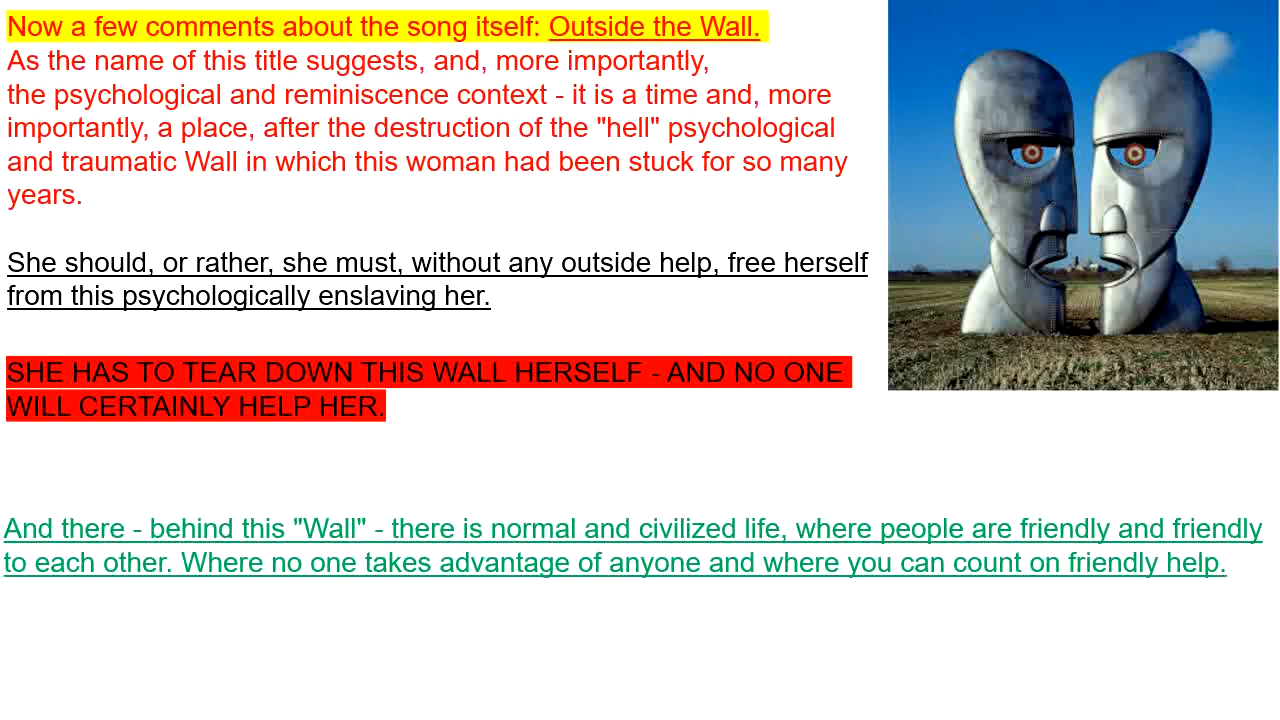 Now a few comments about the song itself: Outside the Wall.
As the name of this title suggests, and, more importantly,
the psychological and reminiscence context - it is a time and, more
importantly, a place, after the destruction of the "hell" psychological
and traumatic Wall in which this woman had been stuck for so many
years.
She should, or rather, she must, without any outside help, free herself
from this psychologically enslaving her.
SHE HAS TO TEAR DOWN THIS WALL HERSELF - AND NO ONE
WILL CERTAINLY HELP HER.
And there - behind this "Wall" - there is normal and civilized life, where people are friendly and friendly
to each other. Where no one takes advantage of anyone and where you can count on friendly help.